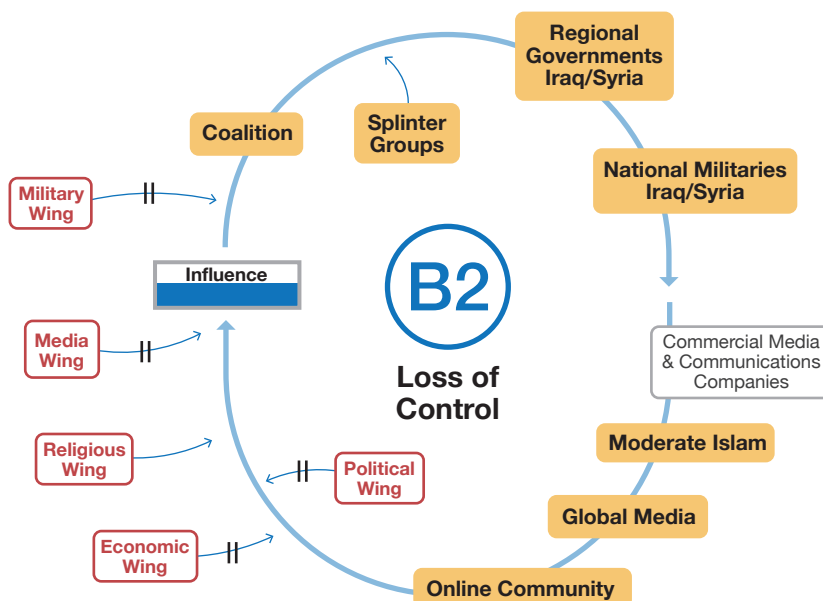 Regional
Governments
Iraq/Syria
Coalition
Splinter
Groups
National Militaries
Iraq/Syria
Military
Wing
Influence
B2
Loss of
Control
Media
Wing
Commercial Media
& Communications
Companies
Religious
Wing
Political
Wing
Moderate Islam
Global Media
Economic
Wing
Online Community